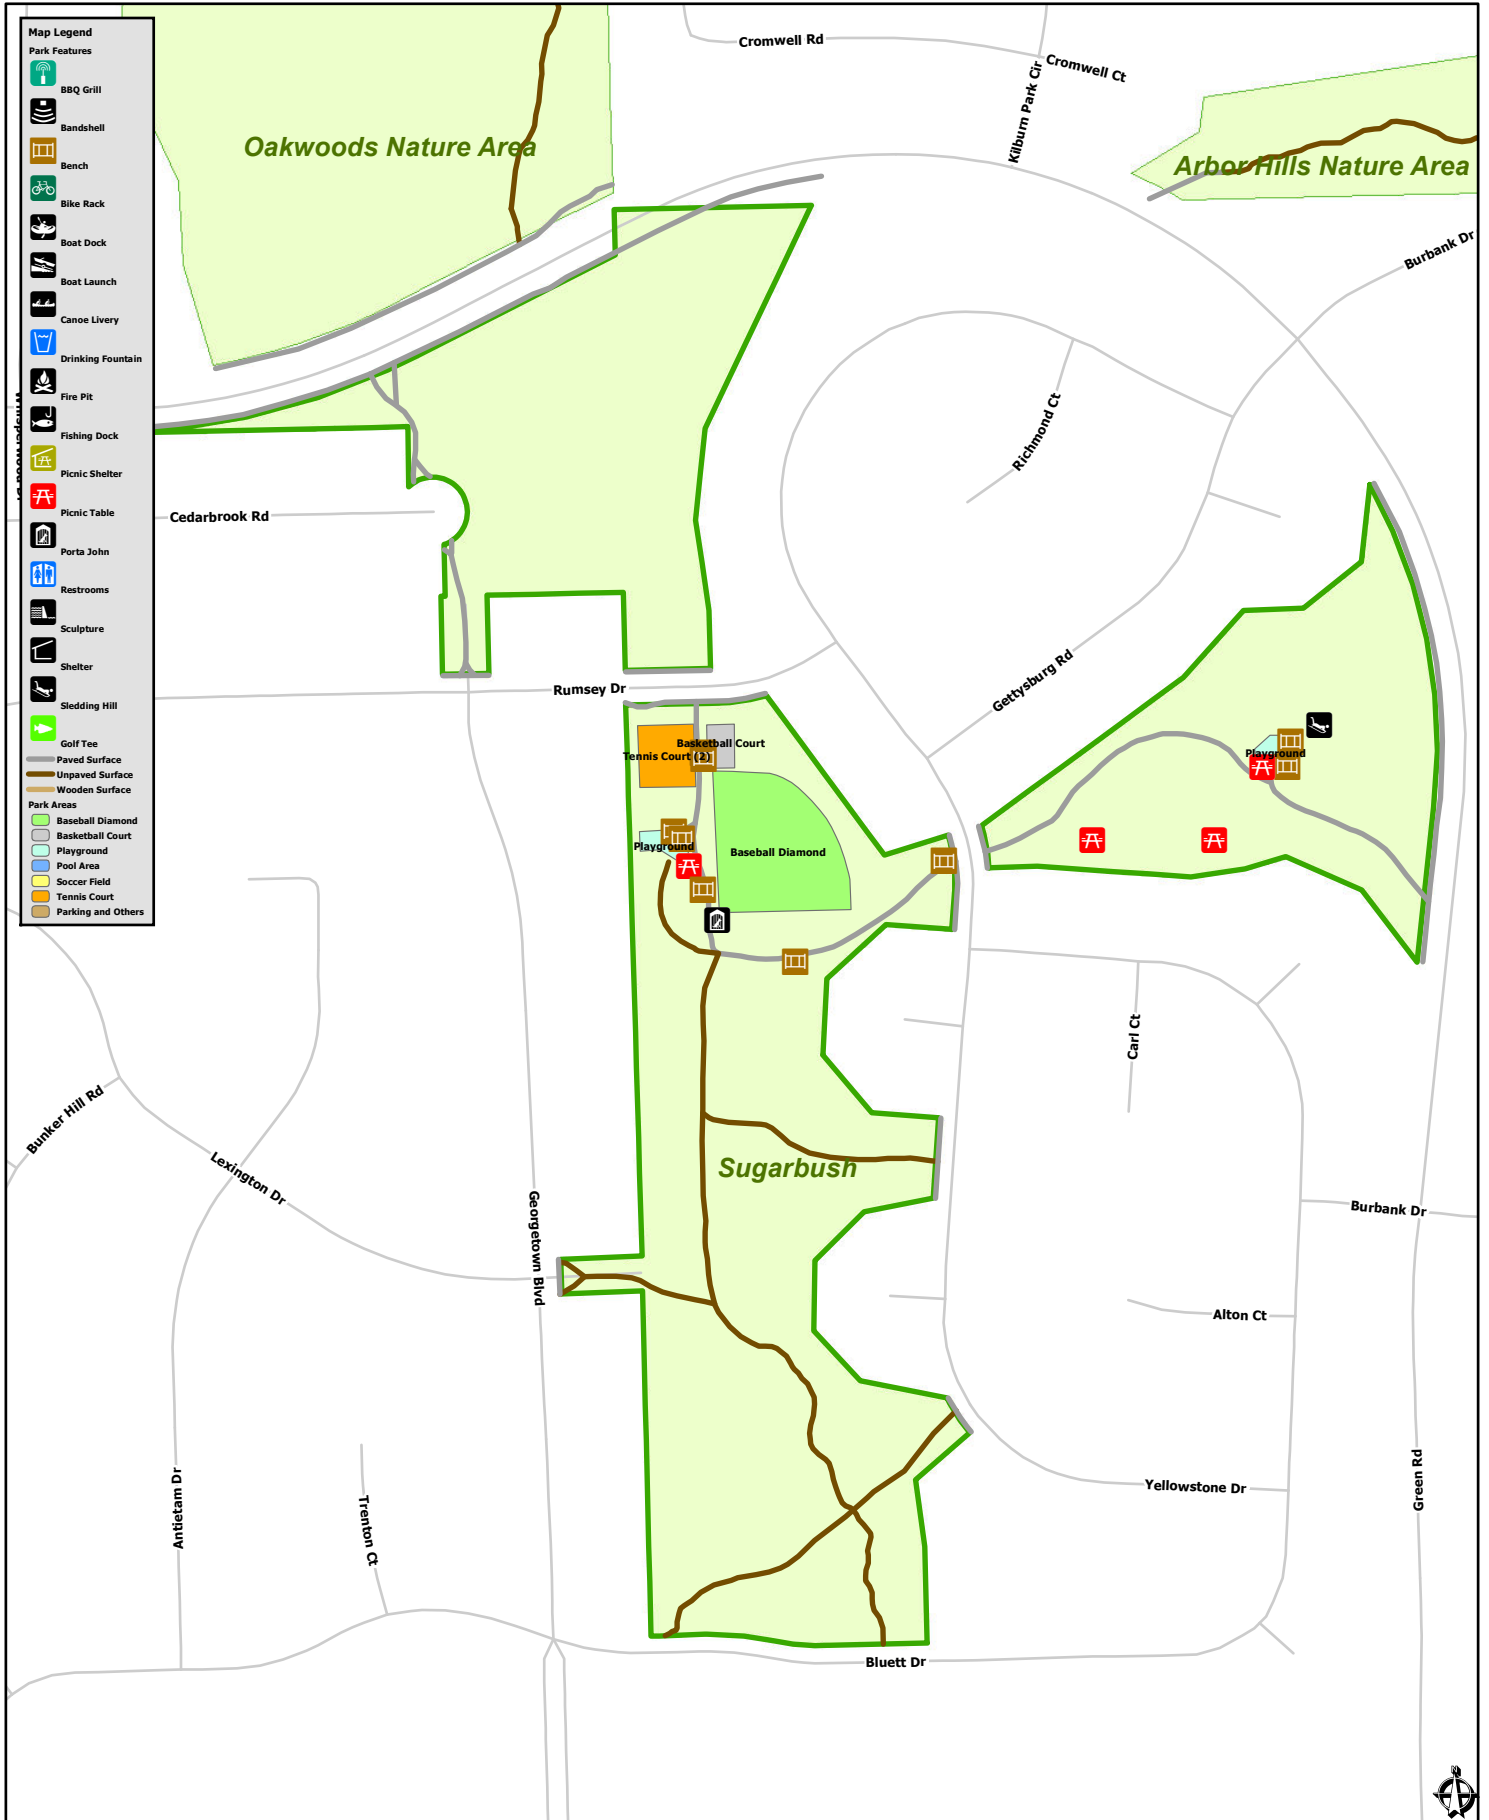 Map Legend
Park Features
BBQ Grill
Bandshell
Bench
Bike Rack
Boat Dock
Boat Launch
Canoe Livery
Drinking Fountain
Fire Pit
Fishing Dock
Picnic Shelter
Picnic Table
Porta John
Restrooms
Sculpture
Shelter
Sledding Hill
Golf Tee
Paved Surface
Unpaved Surface
Wooden Surface
Park Areas
Baseball Diamond
Basketball Court
Playground
Pool Area
Soccer Field
Tennis Court
Parking and Others
Cromwell Rd
Cromwell Ct
Kilburn Park Cir
Oakwoods Nature Area
Arbor Hills Nature Area
Burbank Dr
Richmond Ct
Cedarbrook Rd
Gettysburg Rd
Rumsey Dr
Basketball Court
Tennis Court (2)
Playground
Playground
Baseball Diamond
Carl Ct
Bunker Hill Rd
Lexington Dr
Sugarbush
Georgetown Blvd
Burbank Dr
Alton Ct
Antietam Dr
Trenton Ct
Yellowstone Dr
Green Rd
Bluett Dr
N